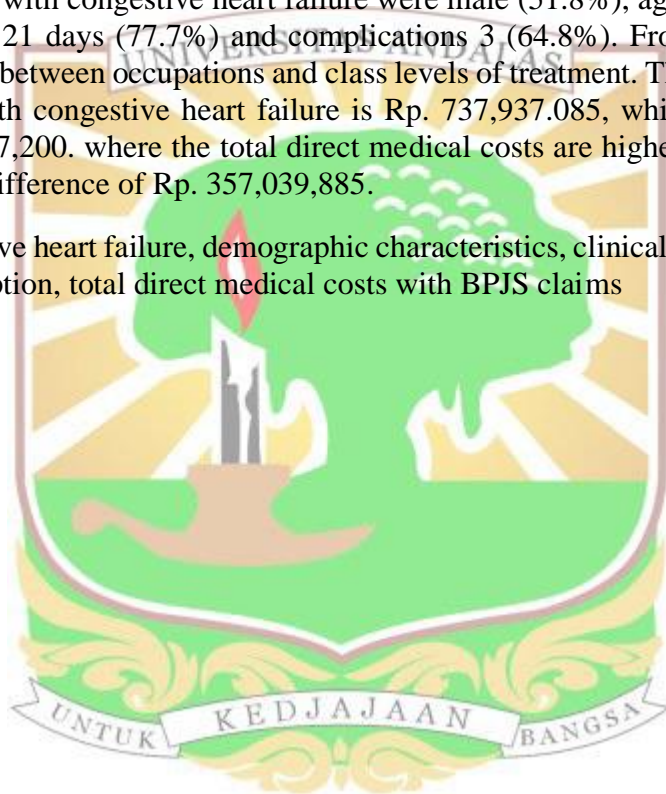 with congestive heart failure were male (51.8%), ag
21 days (77.7%) and complications 3 (64.8%). Fro
between occupations and class levels of treatment. T
th congestive heart failure is Rp. 737,937.085, whi
7,200. where the total direct medical costs are highe
ifference of Rp. 357,039,885.
ve heart failure, demographic characteristics, clinical
ption, total direct medical costs with BPJS claims
UNIVERSITAS ANDALAS
UNTUK KEDJAJAAN BANGSA